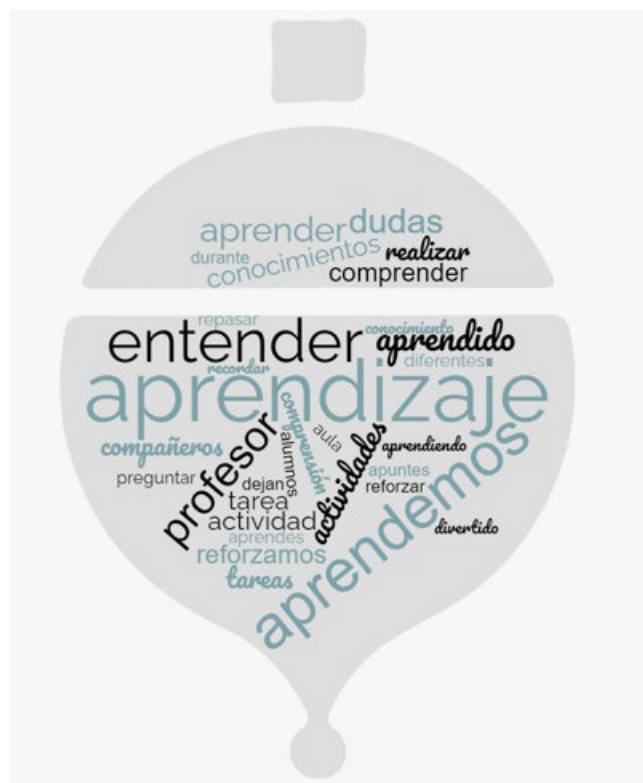 aprender
dudas
durante
conocimientos
realizar
comprender
repasar
entender
conocimiento
aprendido
diferentes
recordar
aprendizaje
compañeros
profesor
alumnos
comprensión
aula
actividades
aprendiendo
preguntar
dejan
apuntes
tarea
reforzar
actividad
aprendes
reforzamos
tareas
aprendemos
divertido